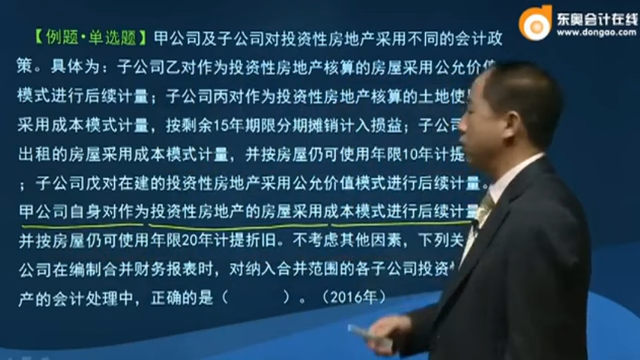 东奥会计在线
www.dongao.com
【例题·单选题】甲公司及子公司对投资性房地产采用不同的会计政
策。具体为：子公司乙对作为投资性房地产核算的房屋采用公允价值
模式进行后续计量；子公司丙对作为投资性房地产核算的土地使
采用成本模式计量，按剩余15年期限分期摊销计入损益；子公司
出租的房屋采用成本模式计量，并按房屋仍可使用年限10年计提
；子公司戊对在建的投资性房地产采用公允价值模式进行后续计量。
甲公司自身对作为投资性房地产的房屋采用成本模式进行后续计量
并按房屋仍可使用年限20年计提折旧。不考虑其他因素，下列关
公司在编制合并财务报表时，对纳入合并范围的各子公司投资
产的会计处理中，正确的是（　　）。（2016年）